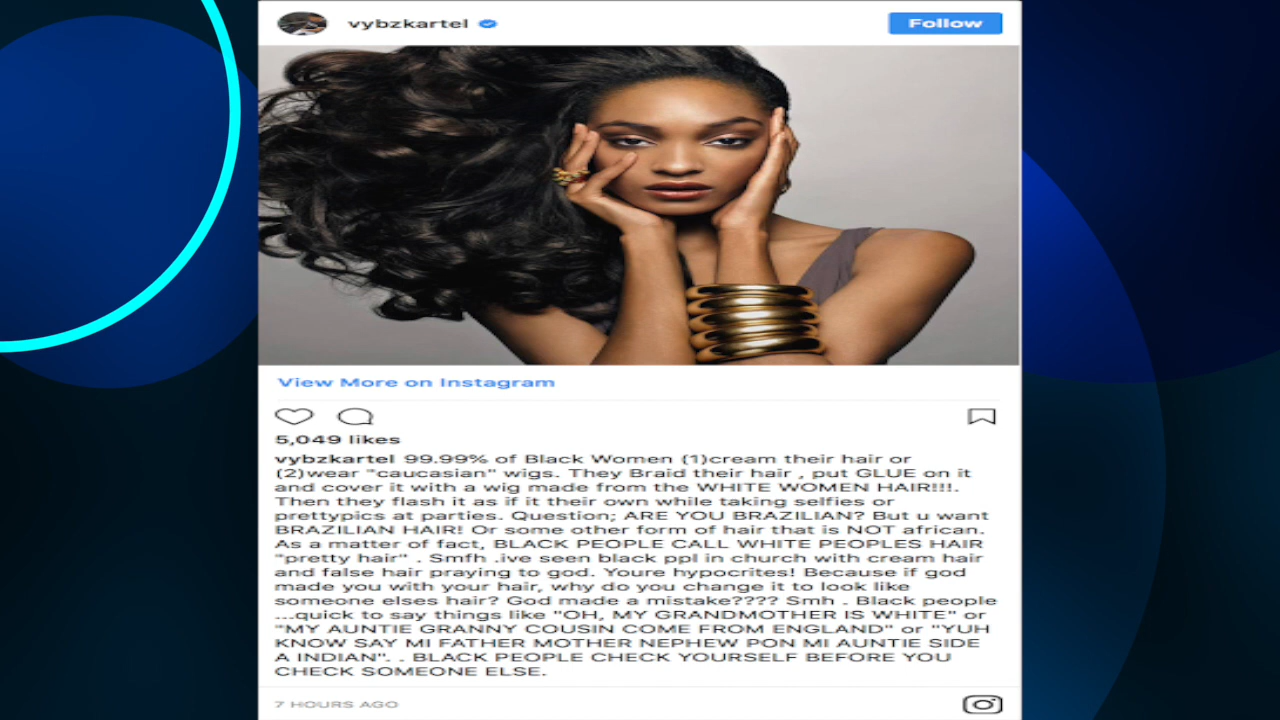 vybzkartel
Follow
View More on Instagram
5,049 likes
vybzkartel 99.99% of Black Women (1)cream their hair or
(2)wear "caucasian" wigs. They Braid their hair , put GLUE on it
and cover it with a wig made from the WHITE WOMEN HAIR!!!.
Then they flash it as if it their own while taking selfies or
prettypics at parties. Question; ARE YOU BRAZILIAN? But u want
BRAZILIAN HAIR! Or some other form of hair that is NOT african.
As a matter of fact, BLACK PEOPLE CALL WHITE PEOPLES HAIR
"pretty hair" . Smfh .ive seen black ppl in church with cream hair
and false hair praying to god. Youre hypocrites! Because if god
made you with your hair, why do you change it to look like
someone elses hair? God made a mistake???? Smh . Black people
...quick to say things like "OH, MY GRANDMOTHER IS WHITE" or
"MY AUNTIE GRANNY COUSIN COME FROM ENGLAND" or "YUH
KNOW SAY MI FATHER MOTHER NEPHEW PON MI AUNTIE SIDE
A INDIAN". . BLACK PEOPLE CHECK YOURSELF BEFORE YOU
CHECK SOMEONE ELSE.
7 HOURS AGO